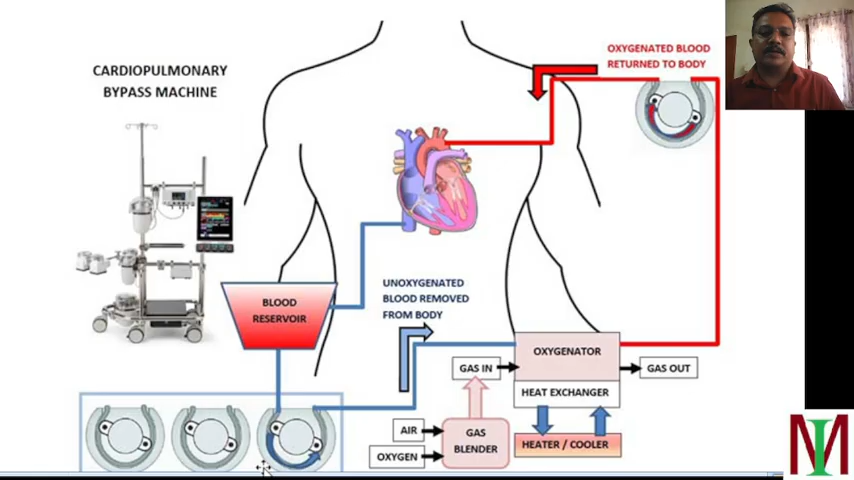 CARDIOPULMONARY
BYPASS MACHINE
OXYGENATED BLOOD
RETURNED TO BODY
BLOOD
RESERVOIR
UNOXYGENATED
BLOOD REMOVED
FROM BODY
OXYGENATOR
GAS IN
GAS OUT
HEAT EXCHANGER
AIR
OXYGEN
GAS
BLENDER
HEATER / COOLER
MI